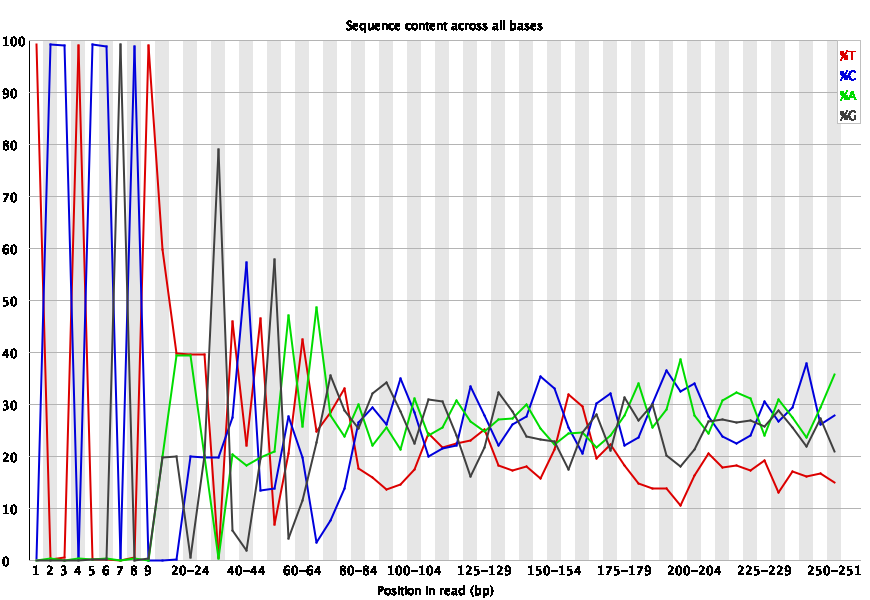 Sequence content across all bases
100
90
80
70
60
50
40
30
20
10
0
%T
%C
%A
%G
1 2 3 4 5 6 7 8 9 20-24 40-44 60-64 80-84 100-104 125-129 150-154 175-179 200-204 225-229 250-251
Position in read (bp)